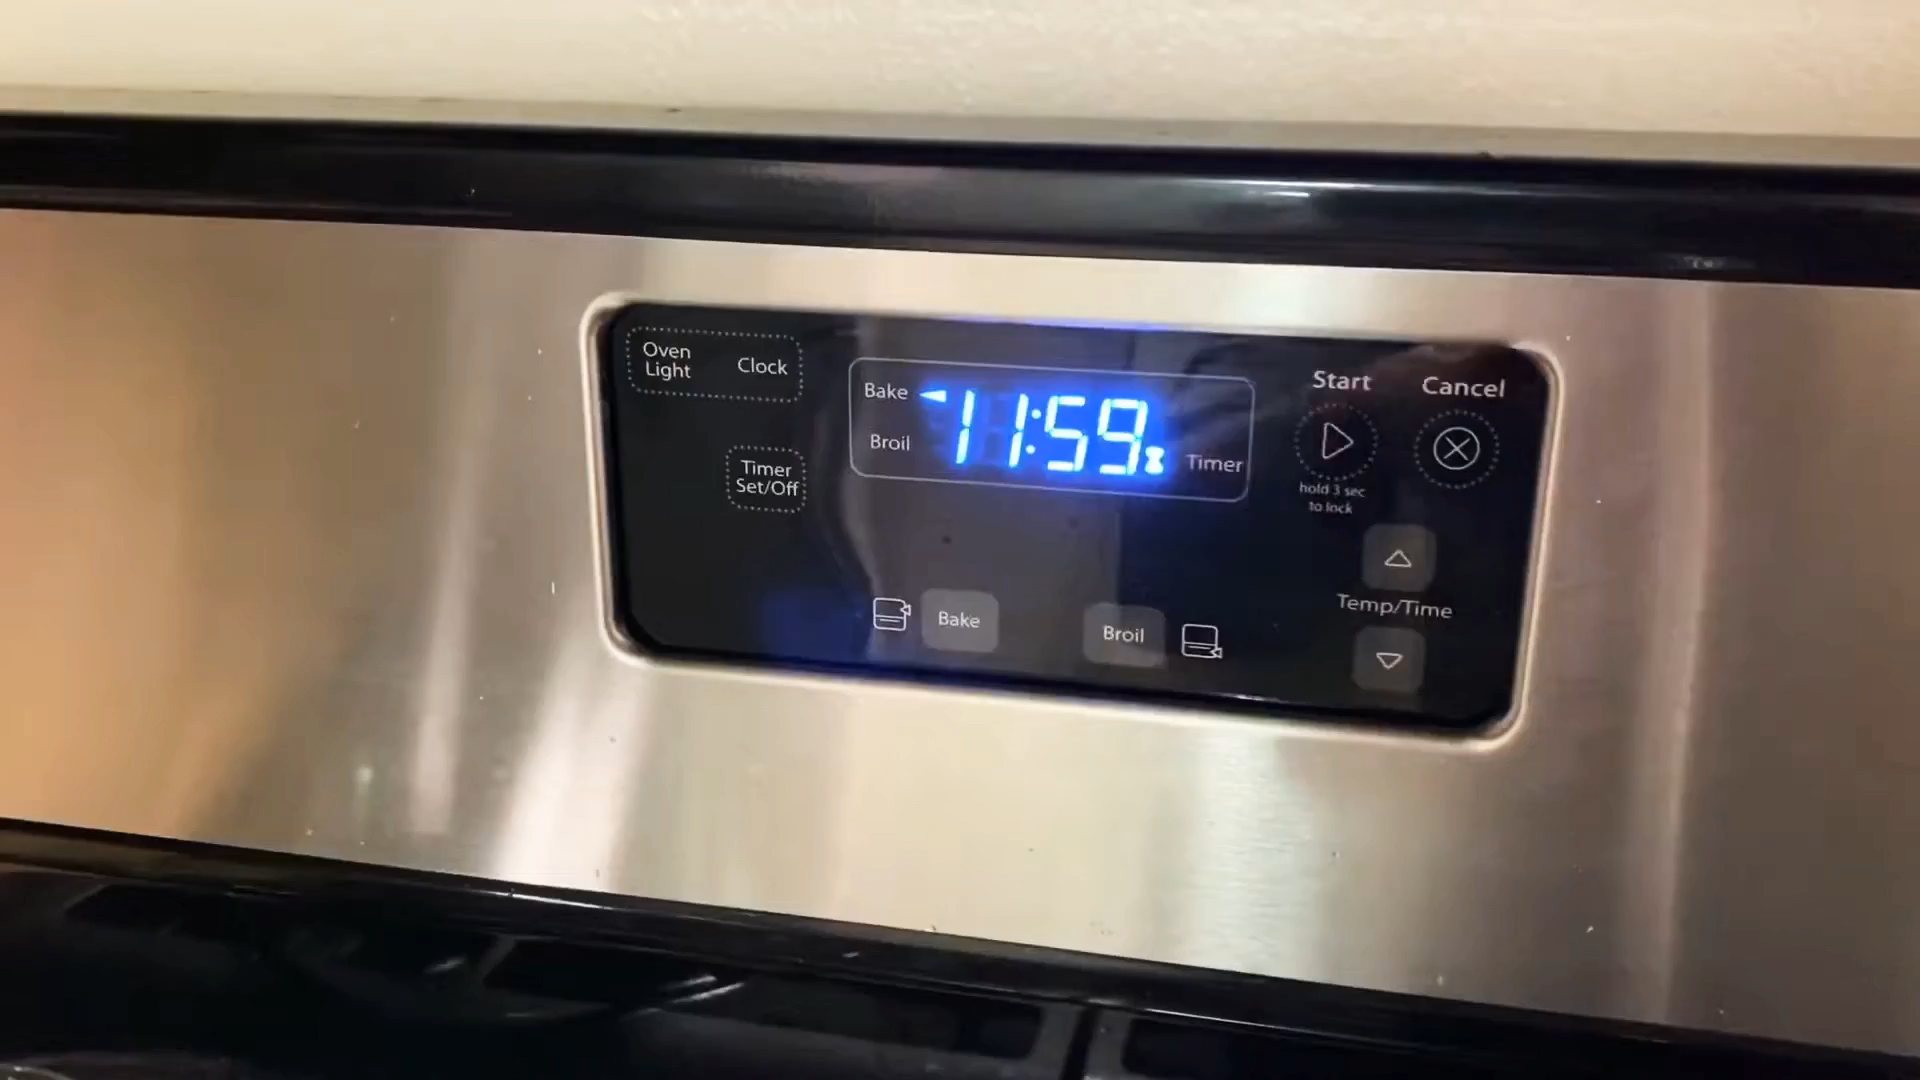 Oven
Light
Clock
Timer
Set/Off
Bake
Broil
11:59
Timer
Start
Cancel
hold 3 sec
to lock
Temp/Time
Bake
Broil